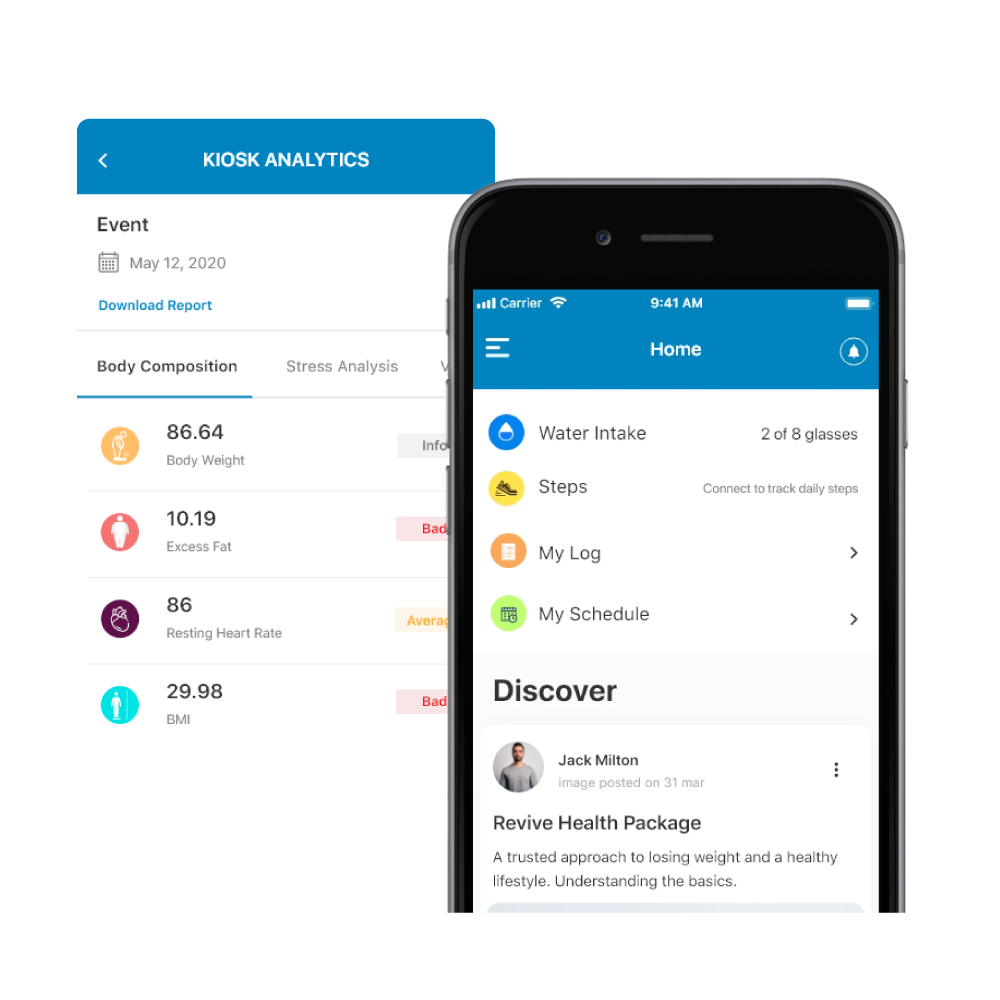 KIOSK ANALYTICS
Event
May 12, 2020
Download Report
Body Composition Stress Analysis
86.64
Body Weight
Info
10.19
Excess Fat
Bad
86
Resting Heart Rate
Averag
29.98
BMI
Bad
Carrier 9:41 AM
Home
Water Intake 2 of 8 glasses
Steps Connect to track daily steps
My Log
My Schedule
Discover
Jack Milton
image posted on 31 mar
Revive Health Package
A trusted approach to losing weight and a healthy
lifestyle. Understanding the basics.